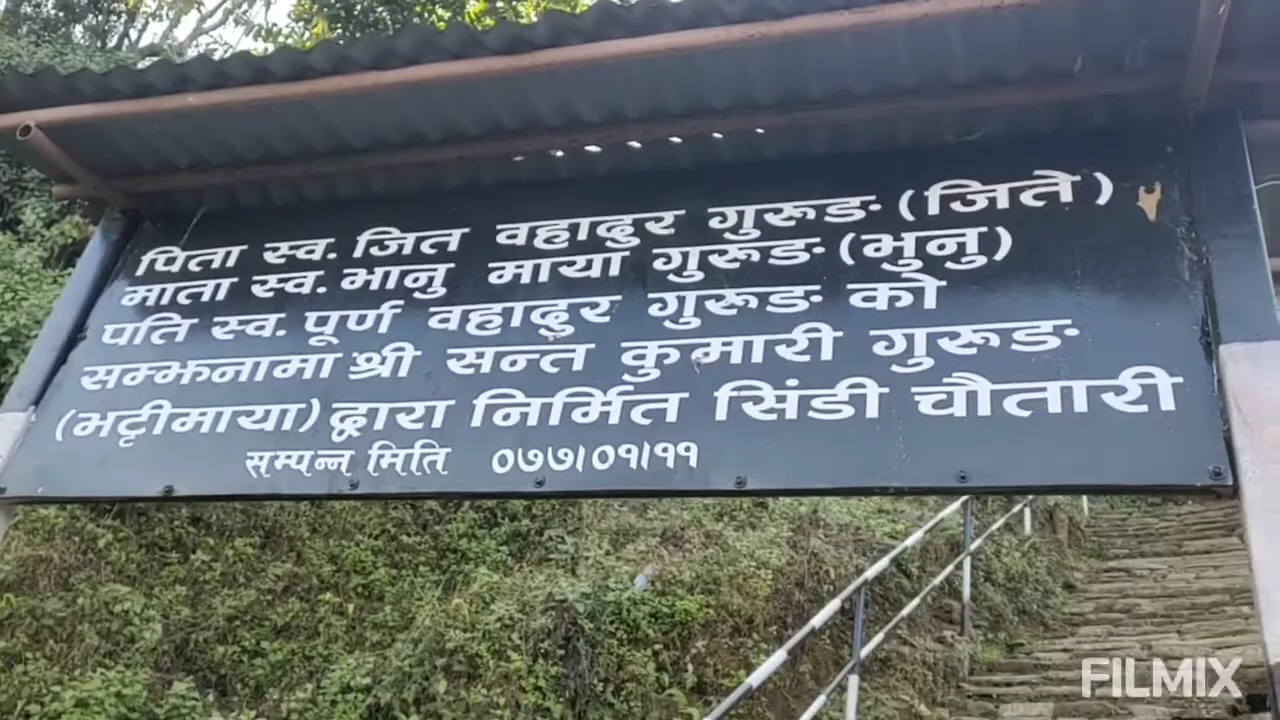 पिता स्व. जित वहादुर गुरूङ (जिते)
माता स्व. भानु माया गुरूङ (भुनु)
पति स्व. पूर्ण वहादुर गुरूङ को
सम्झनामा श्री सन्त कुमारी गुरूङ
(भट्टीमाया) द्वारा निर्मित सिंडी चौतारी
सम्पन्न मिति ०७७।०१।११
FILMIX